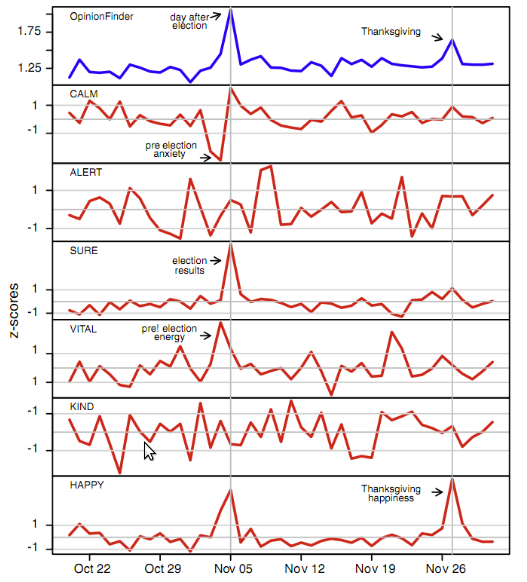 OpinionFinder
day after
election
Thanksgiving
1.75
1.25
CALM
1
-1
pre election
anxiety
ALERT
1
-1
SURE
election
results
1
-1
VITAL
pre! election
energy
1
1
KIND
-1
-1
HAPPY
Thanksgiving
happiness
1
-1
z-scores
Oct 22 Oct 29 Nov 05 Nov 12 Nov 19 Nov 26